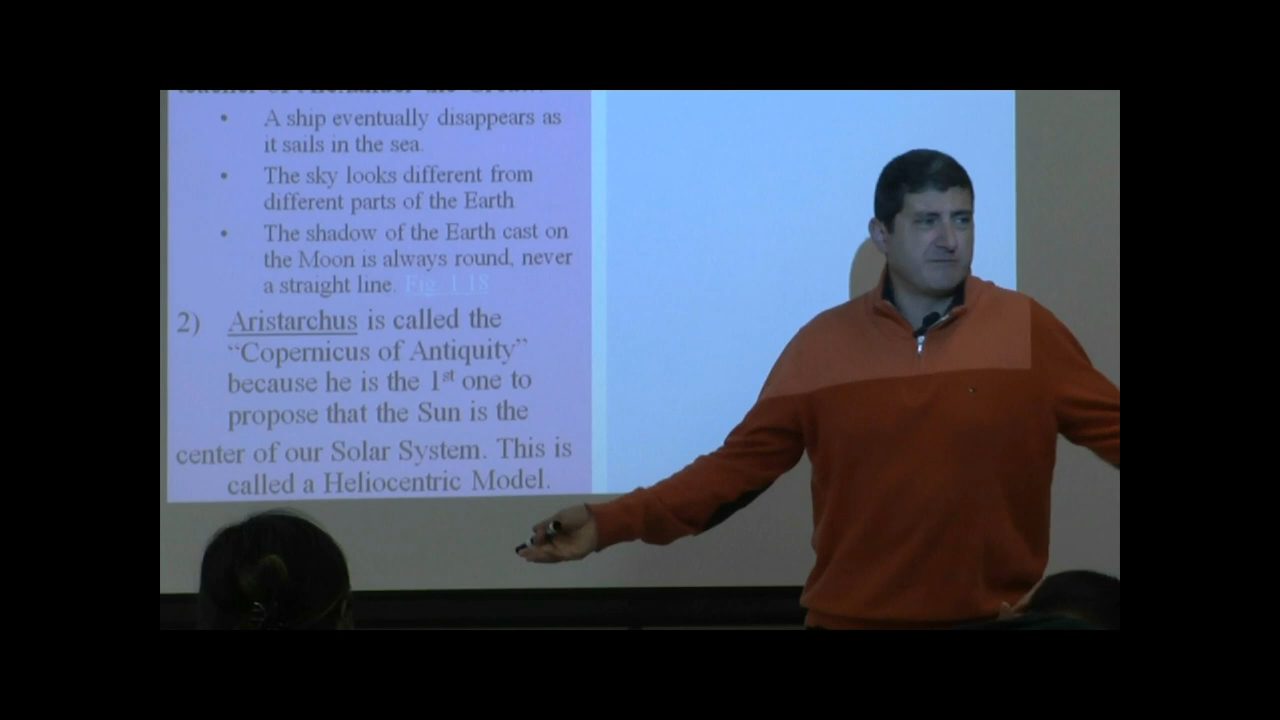 • A ship eventually disappears as
it sails in the sea.
• The sky looks different from
different parts of the Earth
• The shadow of the Earth cast on
the Moon is always round, never
a straight line. Fig. 1.18
2) Aristarchus is called the
“Copernicus of Antiquity”
because he is the 1st one to
propose that the Sun is the
center of our Solar System. This is
called a Heliocentric Model.